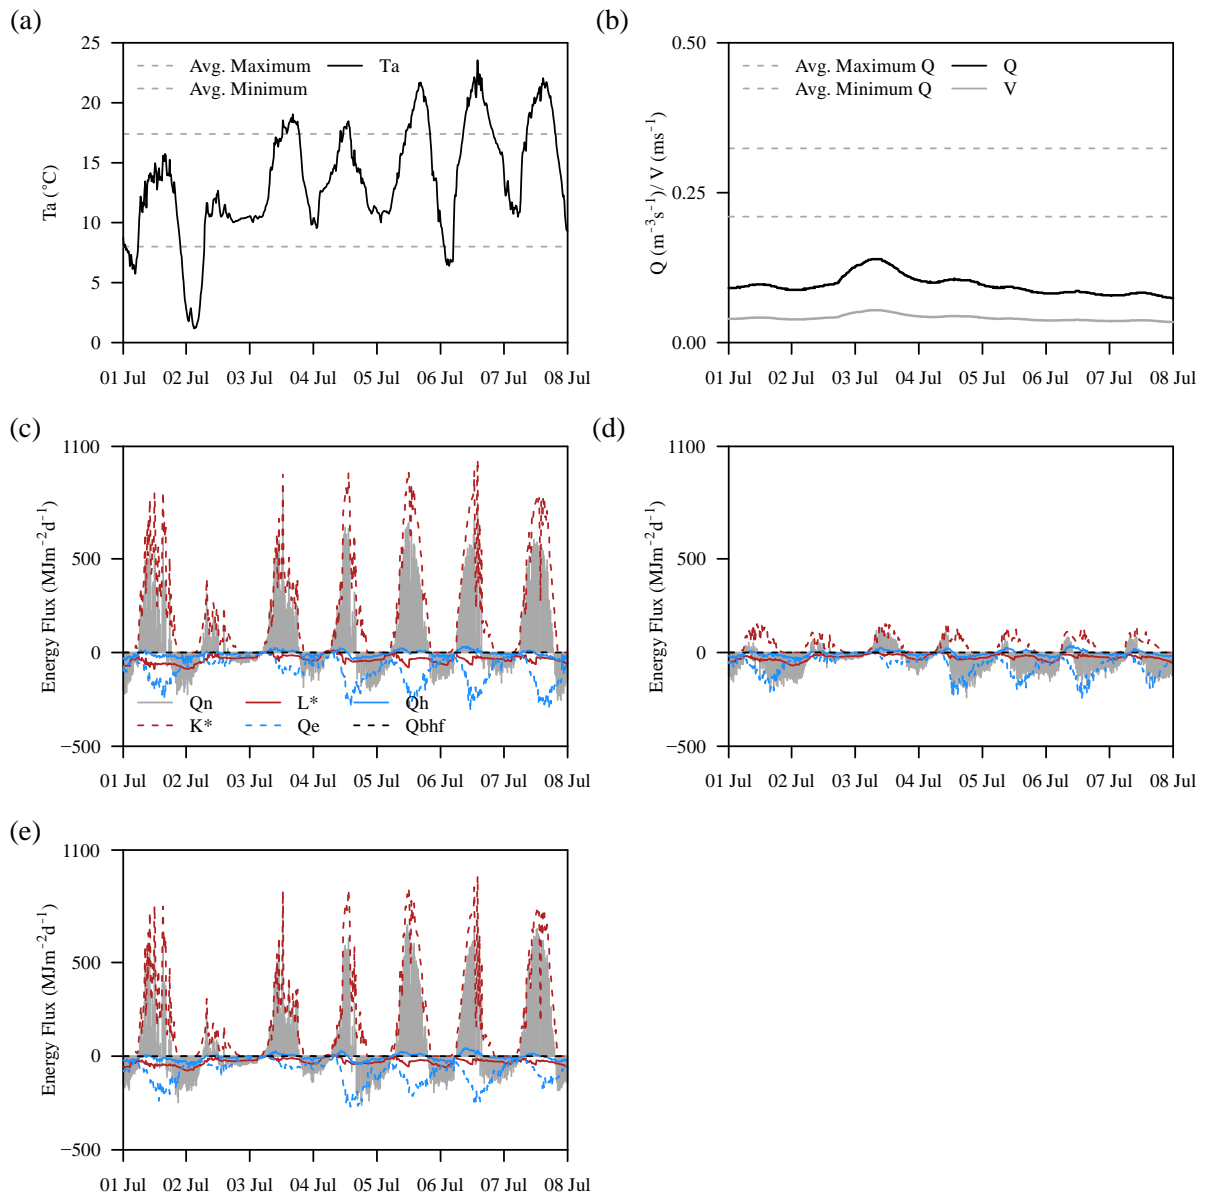 (a)
25
20
15
10
5
0
Ta (°C)
Avg. Maximum
Avg. Minimum
Ta
01 Jul 02 Jul 03 Jul 04 Jul 05 Jul 06 Jul 07 Jul 08 Jul
(b)
0.50
0.25
0.00
Q (m⁻³s⁻¹)/ V (ms⁻¹)
Avg. Maximum Q
Avg. Minimum Q
Q
V
01 Jul 02 Jul 03 Jul 04 Jul 05 Jul 06 Jul 07 Jul 08 Jul
(c)
1100
500
0
−500
Energy Flux (MJm⁻²d⁻¹)
Qn L* Qh
K* Qe Qbhf
01 Jul 02 Jul 03 Jul 04 Jul 05 Jul 06 Jul 07 Jul 08 Jul
(d)
1100
500
0
−500
Energy Flux (MJm⁻²d⁻¹)
01 Jul 02 Jul 03 Jul 04 Jul 05 Jul 06 Jul 07 Jul 08 Jul
(e)
1100
500
0
−500
Energy Flux (MJm⁻²d⁻¹)
01 Jul 02 Jul 03 Jul 04 Jul 05 Jul 06 Jul 07 Jul 08 Jul